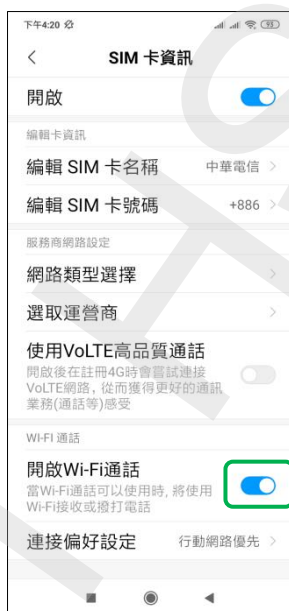 下午4:20
93
SIM 卡資訊
開啟
編輯卡資訊
編輯 SIM 卡名稱 中華電信
編輯 SIM 卡號碼 +886
服務商網路設定
網路類型選擇
選取運營商
使用VoLTE高品質通話
開啟後在註冊4G時會嘗試連接
VoLTE網路，從而獲得更好的通訊
業務(通話等)感受
WI-FI 通話
開啟Wi-Fi通話
當Wi-Fi通話可以使用時, 將使用
Wi-Fi接收或撥打電話
連接偏好設定 行動網路優先